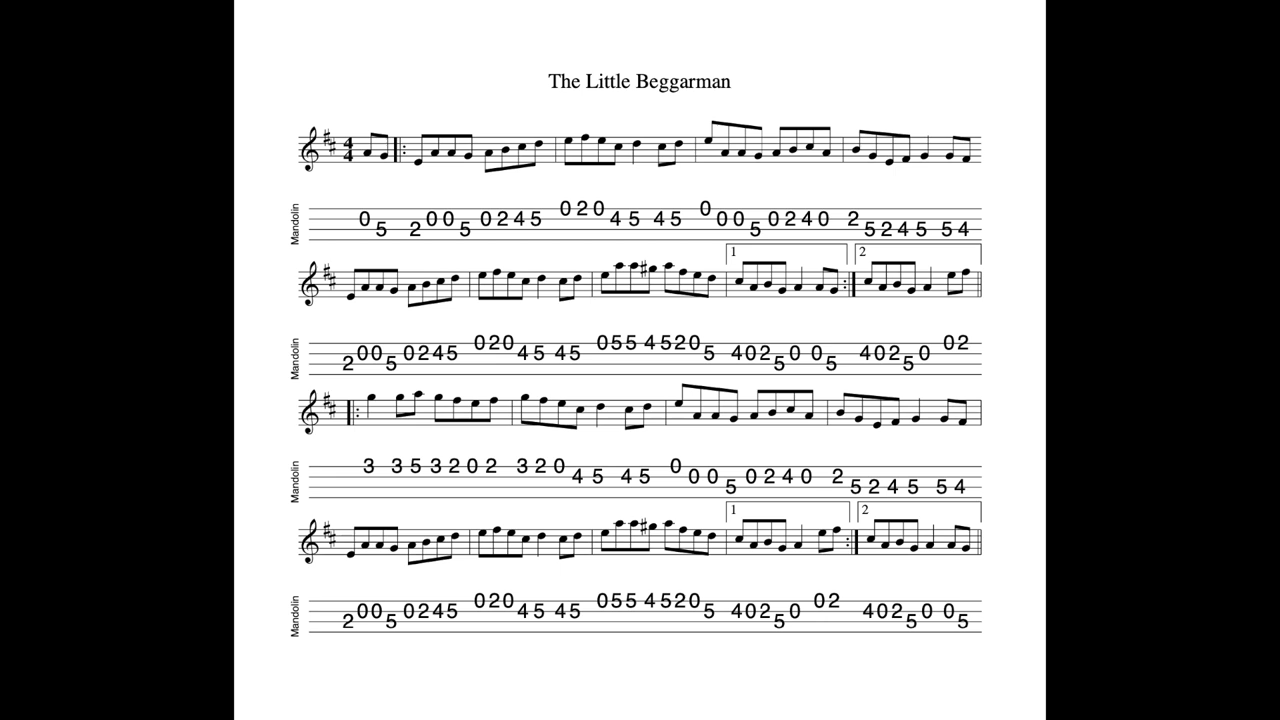 The Little Beggarman
4 4
Mandolin 0 5 2 0 0 5 0 2 4 5 0 2 0 4 5 4 5 0 0 0 5 0 2 4 0 2 5 2 4 5 5 4
1 2
Mandolin 2 0 0 5 0 2 4 5 0 2 0 4 5 4 5 0 5 5 4 5 2 0 5 4 0 2 5 0 0 5 4 0 2 5 0 0 2
Mandolin 3 3 5 3 2 0 2 3 2 0 4 5 4 5 0 0 0 5 0 2 4 0 2 5 2 4 5 5 4
1 2
Mandolin 2 0 0 5 0 2 4 5 0 2 0 4 5 4 5 0 5 5 4 5 2 0 5 4 0 2 5 0 0 2 4 0 2 5 0 0 5